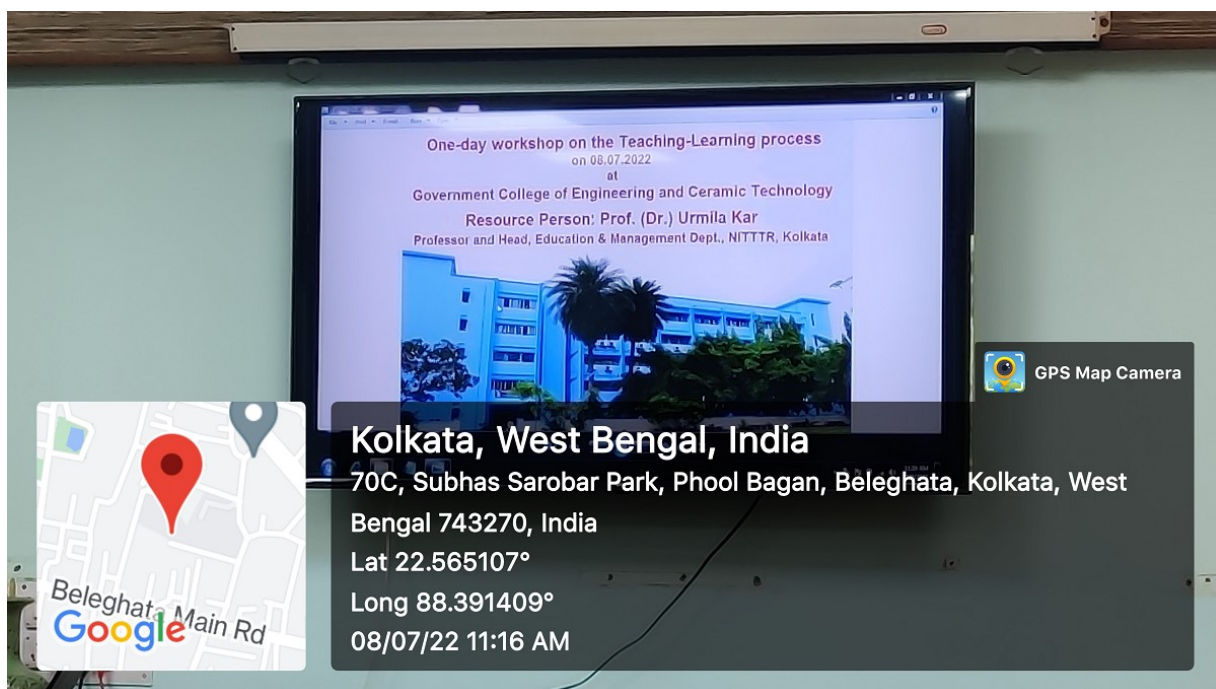 One-day workshop on the Teaching-Learning process
on 08.07.2022
at
Government College of Engineering and Ceramic Technology
Resource Person: Prof. (Dr.) Urmila Kar
Professor and Head, Education & Management Dept., NITTTR, Kolkata
GPS Map Camera
Kolkata, West Bengal, India
70C, Subhas Sarobar Park, Phool Bagan, Beleghata, Kolkata, West
Bengal 743270, India
Lat 22.565107°
Long 88.391409°
08/07/22 11:16 AM
Beleghata Main Rd
Google